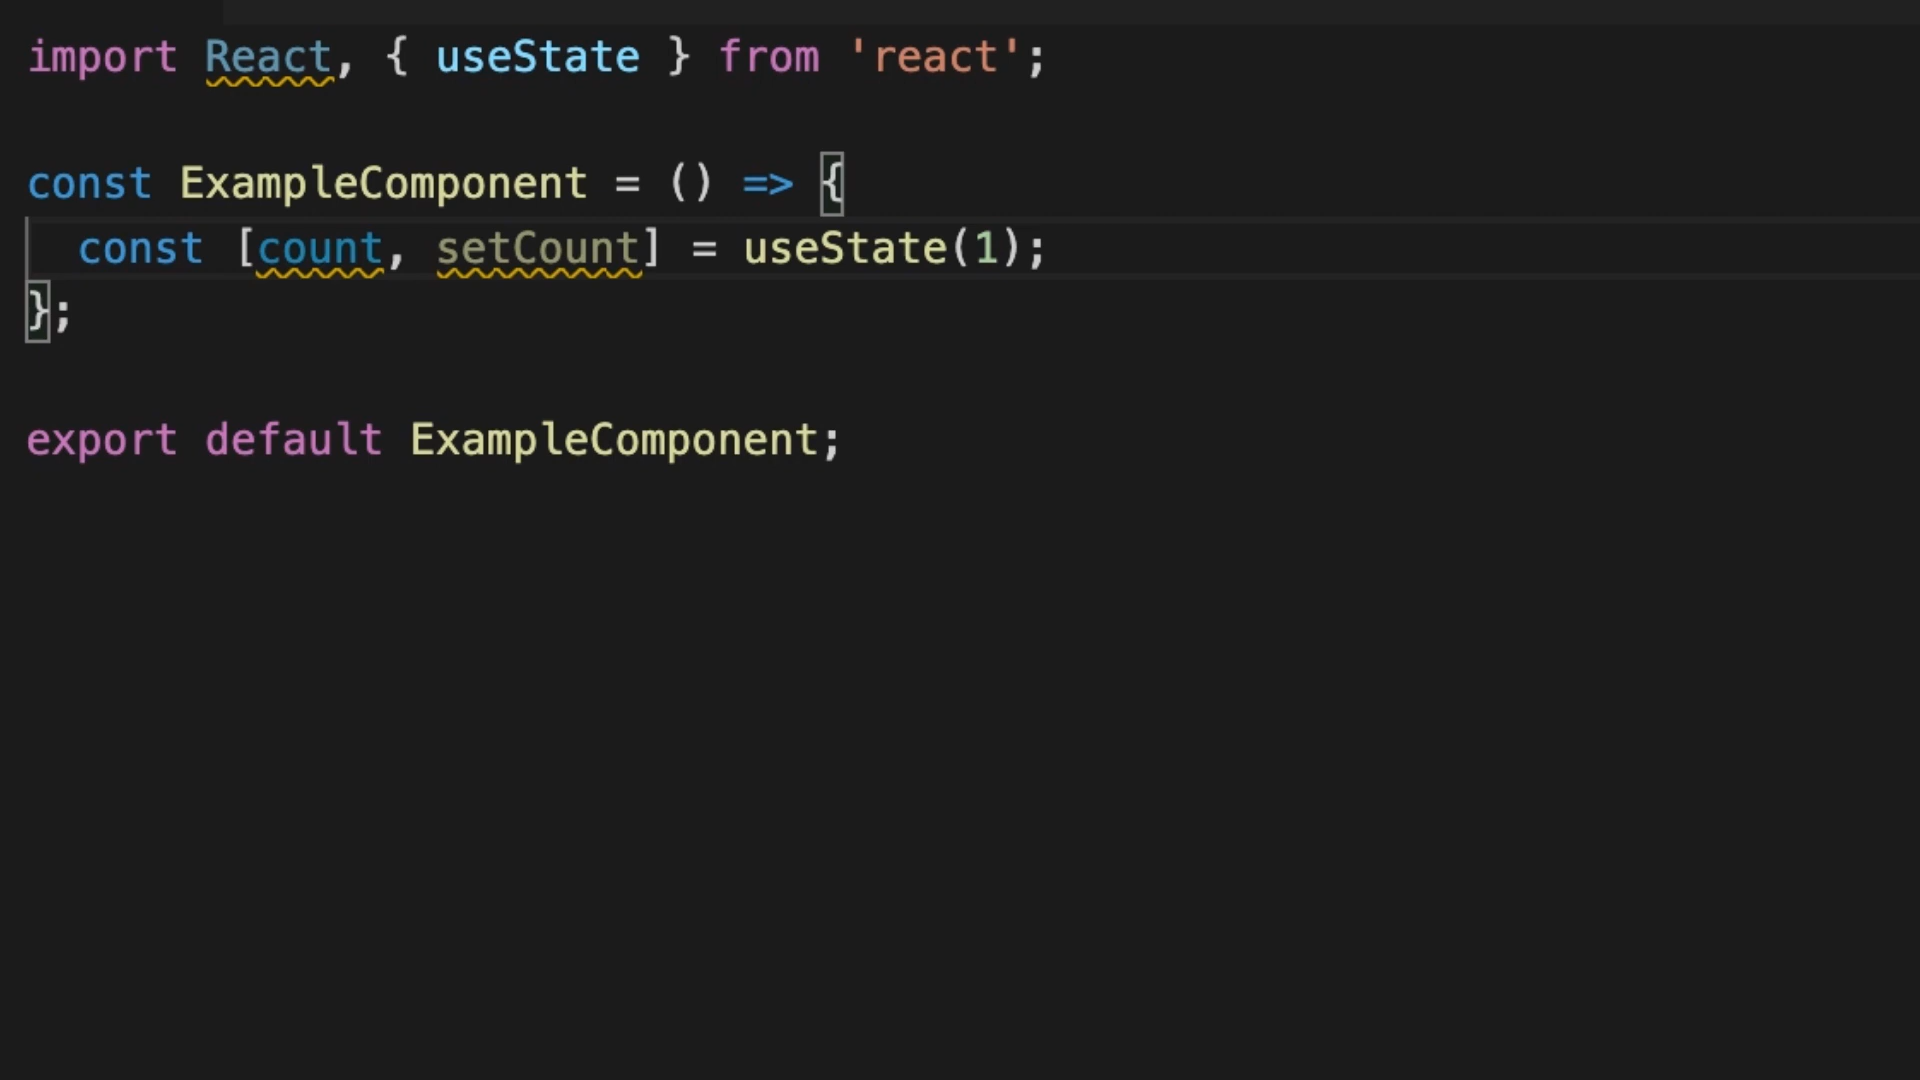 import React, { useState } from 'react';
const ExampleComponent = () => {
  const [count, setCount] = useState(1);
};
export default ExampleComponent;